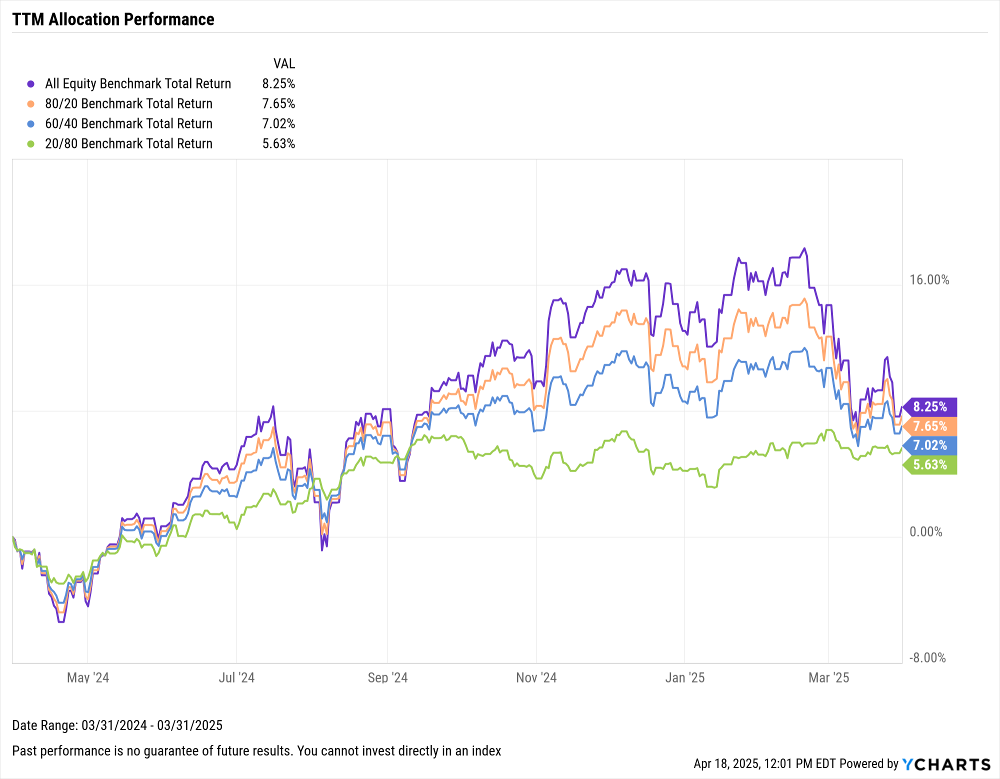 TTM Allocation Performance
VAL
All Equity Benchmark Total Return 8.25%
80/20 Benchmark Total Return 7.65%
60/40 Benchmark Total Return 7.02%
20/80 Benchmark Total Return 5.63%
16.00%
8.25%
7.65%
7.02%
5.63%
0.00%
-8.00%
May '24 Jul '24 Sep '24 Nov '24 Jan '25 Mar '25
Date Range: 03/31/2024 - 03/31/2025
Past performance is no guarantee of future results. You cannot invest directly in an index
Apr 18, 2025, 12:01 PM EDT Powered by YCHARTS